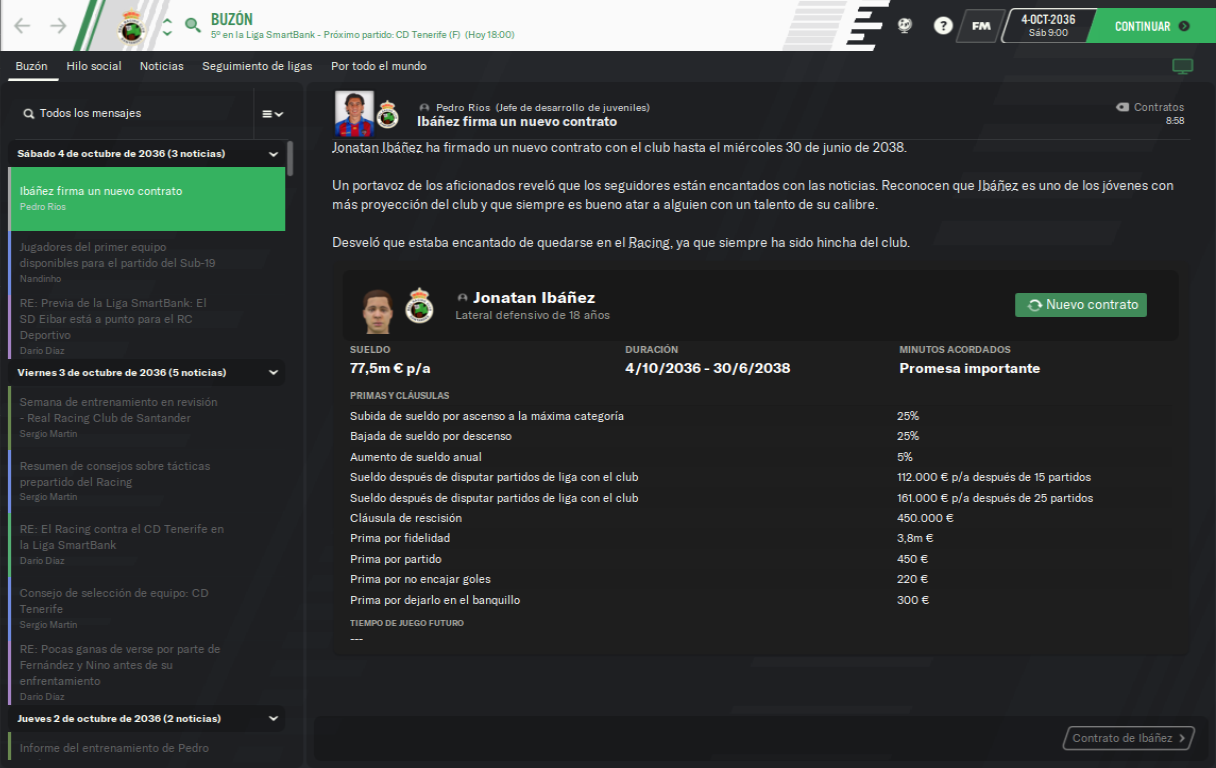 BUZÓN
5º en la Liga SmartBank - Próximo partido: CD Tenerife (F) (Hoy 18:00)
?
FM
4-OCT-2036
Sáb 9:00
CONTINUAR
Buzón
Hilo social
Noticias
Seguimiento de ligas
Por todo el mundo
Todos los mensajes
Sábado 4 de octubre de 2036 (3 noticias)
Ibáñez firma un nuevo contrato
Pedro Ríos
Jugadores del primer equipo
disponibles para el partido del Sub-19
Nandinho
RE: Previa de la Liga SmartBank: El
SD Eibar está a punto para el RC
Deportivo
Darío Díaz
Viernes 3 de octubre de 2036 (5 noticias)
Semana de entrenamiento en revisión
- Real Racing Club de Santander
Sergio Martín
Resumen de consejos sobre tácticas
prepartido del Racing
Sergio Martín
RE: El Racing contra el CD Tenerife en
la Liga SmartBank
Darío Díaz
Consejo de selección de equipo: CD
Tenerife
Sergio Martín
RE: Pocas ganas de verse por parte de
Fernández y Nino antes de su
enfrentamiento
Darío Díaz
Jueves 2 de octubre de 2036 (2 noticias)
Informe del entrenamiento de Pedro
Pedro Ríos (Jefe de desarrollo de juveniles)
Ibáñez firma un nuevo contrato
Contratos
8:58
Jonatan Ibáñez ha firmado un nuevo contrato con el club hasta el miércoles 30 de junio de 2038.
Un portavoz de los aficionados reveló que los seguidores están encantados con las noticias. Reconocen que Ibáñez es uno de los jóvenes con
más proyección del club y que siempre es bueno atar a alguien con un talento de su calibre.
Desveló que estaba encantado de quedarse en el Racing, ya que siempre ha sido hincha del club.
Jonatan Ibáñez
Lateral defensivo de 18 años
Nuevo contrato
SUELDO
DURACIÓN
MINUTOS ACORDADOS
77,5m € p/a
4/10/2036 - 30/6/2038
Promesa importante
PRIMAS Y CLÁUSULAS
Subida de sueldo por ascenso a la máxima categoría 25%
Bajada de sueldo por descenso 25%
Aumento de sueldo anual 5%
Sueldo después de disputar partidos de liga con el club 112.000 € p/a después de 15 partidos
Sueldo después de disputar partidos de liga con el club 161.000 € p/a después de 25 partidos
Cláusula de rescisión 450.000 €
Prima por fidelidad 3,8m €
Prima por partido 450 €
Prima por no encajar goles 220 €
Prima por dejarlo en el banquillo 300 €
TIEMPO DE JUEGO FUTURO
---
Contrato de Ibáñez